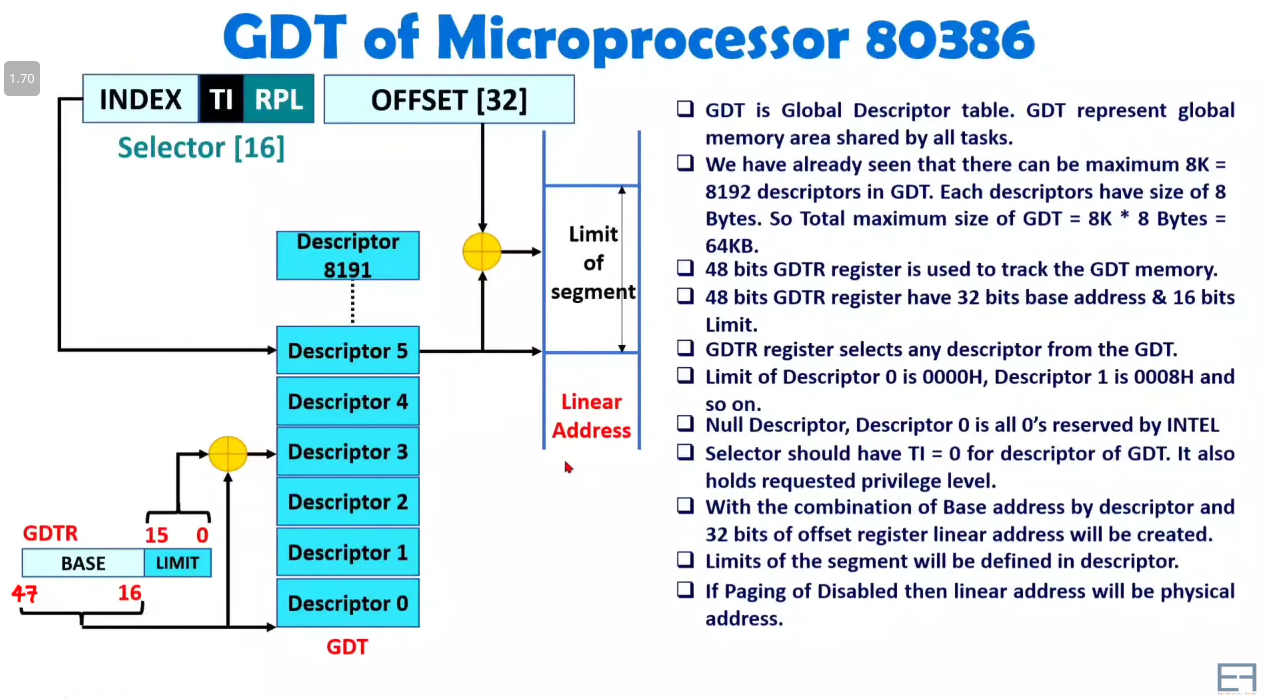 GDT of Microprocessor 80386
1.70
INDEX TI RPL
OFFSET [32]
Selector [16]
Descriptor
8191
Descriptor 5
Descriptor 4
Descriptor 3
Descriptor 2
Descriptor 1
Descriptor 0
GDT
Limit
of
segment
Linear
Address
GDTR
15 0
BASE LIMIT
47 16
GDT is Global Descriptor table. GDT represent global
memory area shared by all tasks.
We have already seen that there can be maximum 8K =
8192 descriptors in GDT. Each descriptors have size of 8
Bytes. So Total maximum size of GDT = 8K * 8 Bytes =
64KB.
48 bits GDTR register is used to track the GDT memory.
48 bits GDTR register have 32 bits base address & 16 bits
Limit.
GDTR register selects any descriptor from the GDT.
Limit of Descriptor 0 is 0000H, Descriptor 1 is 0008H and
so on.
Null Descriptor, Descriptor 0 is all 0's reserved by INTEL
Selector should have TI = 0 for descriptor of GDT. It also
holds requested privilege level.
With the combination of Base address by descriptor and
32 bits of offset register linear address will be created.
Limits of the segment will be defined in descriptor.
If Paging of Disabled then linear address will be physical
address.